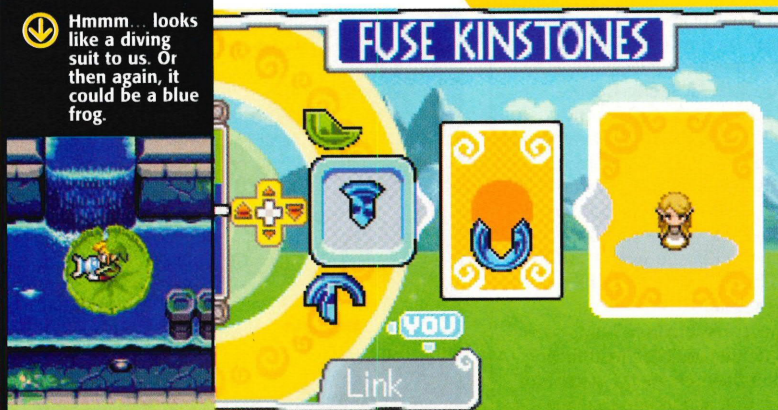 Hmmm... looks
like a diving
suit to us. Or
then again, it
could be a blue
frog.
FUSE KINSTONES
YOU
Link